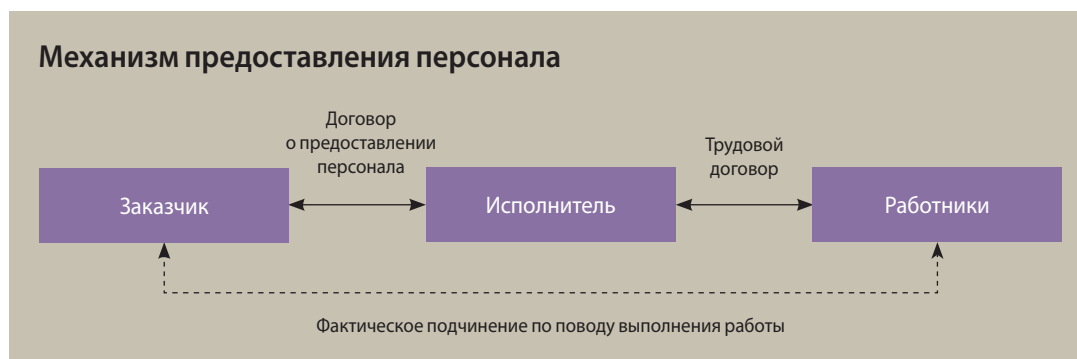 Механизм предоставления персонала
Договор
о предоставлении
персонала
Трудовой
договор
Заказчик
Исполнитель
Работники
Фактическое подчинение по поводу выполнения работы